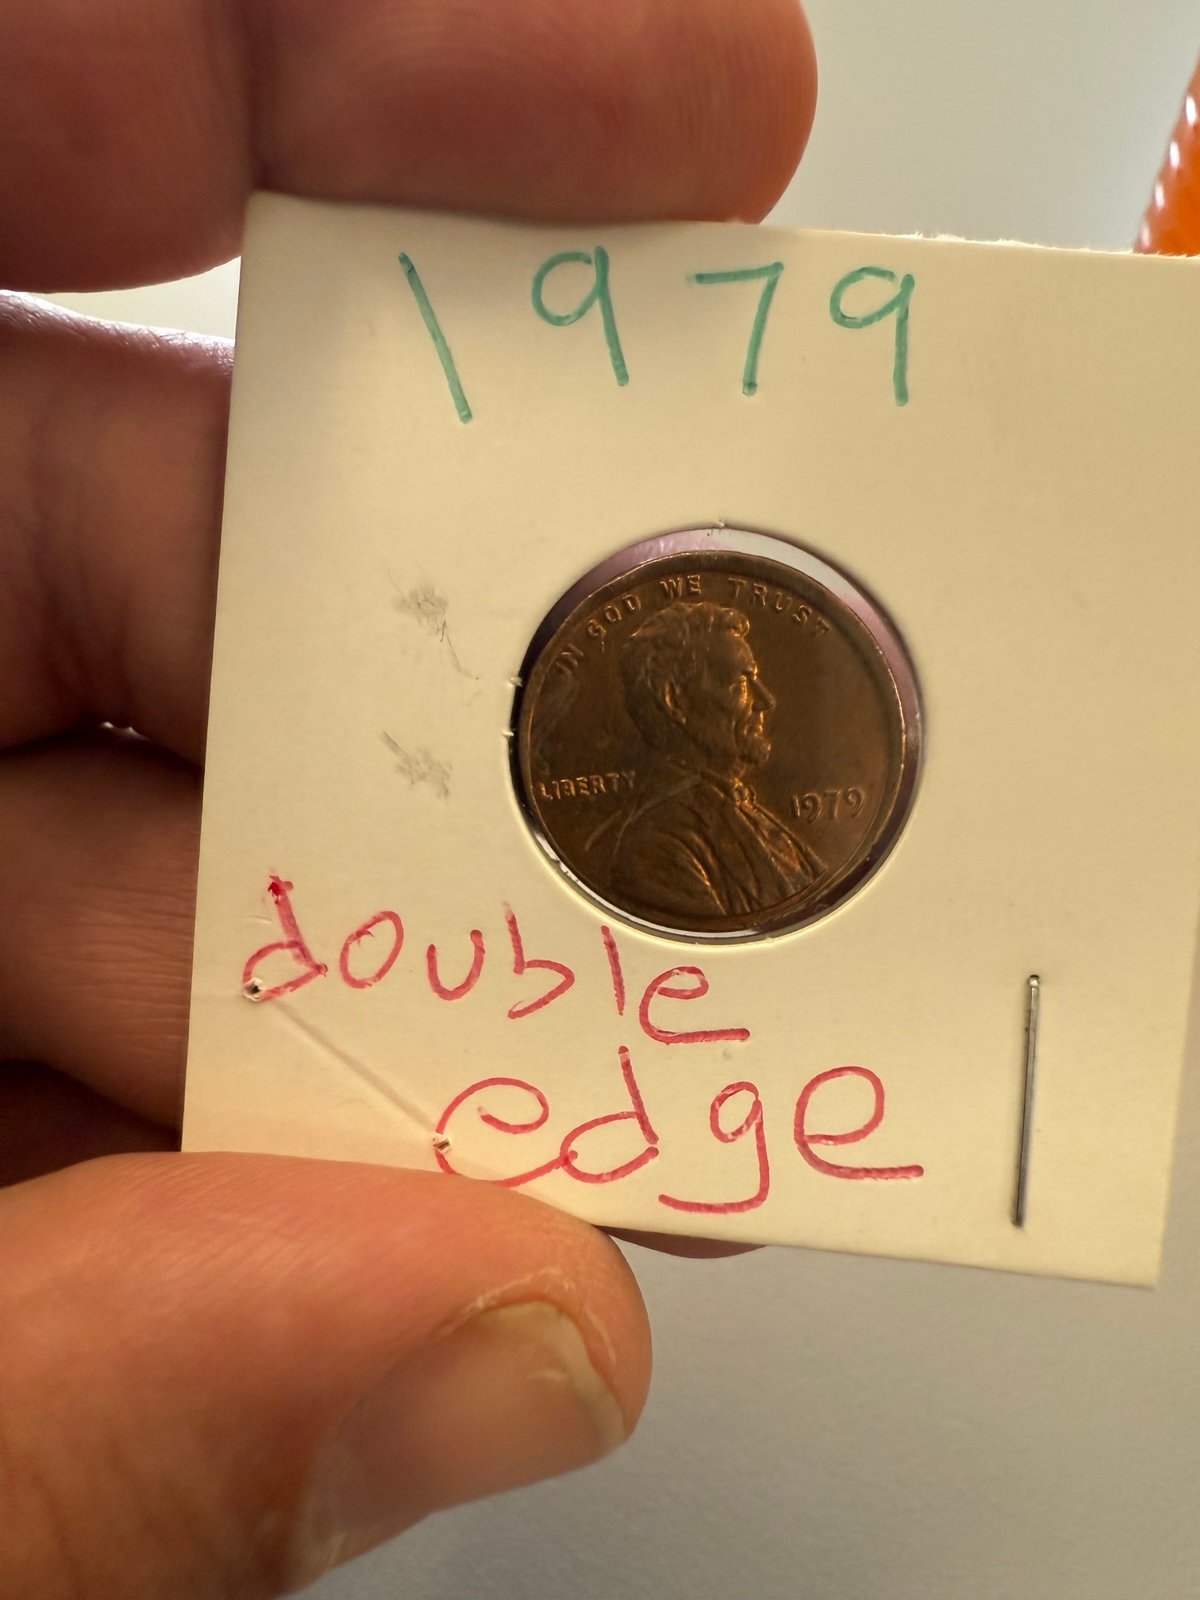 1979
IN GOD WE TRUST
LIBERTY
1979
double
edge